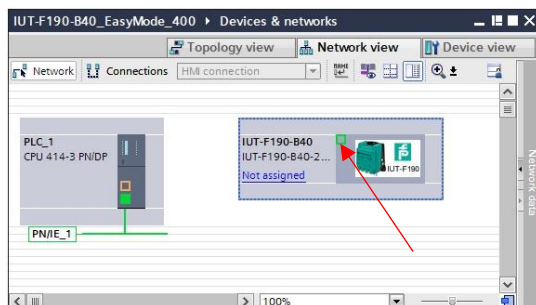 IUT-F190-B40_EasyMode_400 ▸ Devices & networks
Topology view Network view Device view
Network Connections HMI connection
PLC_1
CPU 414-3 PN/DP
IUT-F190-B40
IUT-F190-B40-2...
Not assigned
IUT-F190
PN/IE_1
Network data
100%